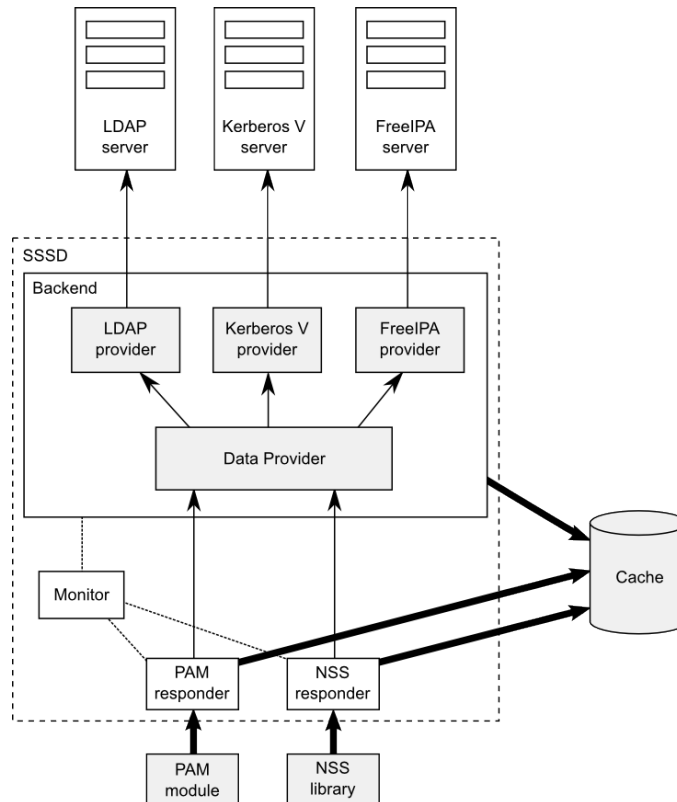 LDAP
server
Kerberos V
server
FreeIPA
server
SSSD
Backend
LDAP
provider
Kerberos V
provider
FreeIPA
provider
Data Provider
Monitor
Cache
PAM
responder
NSS
responder
PAM
module
NSS
library